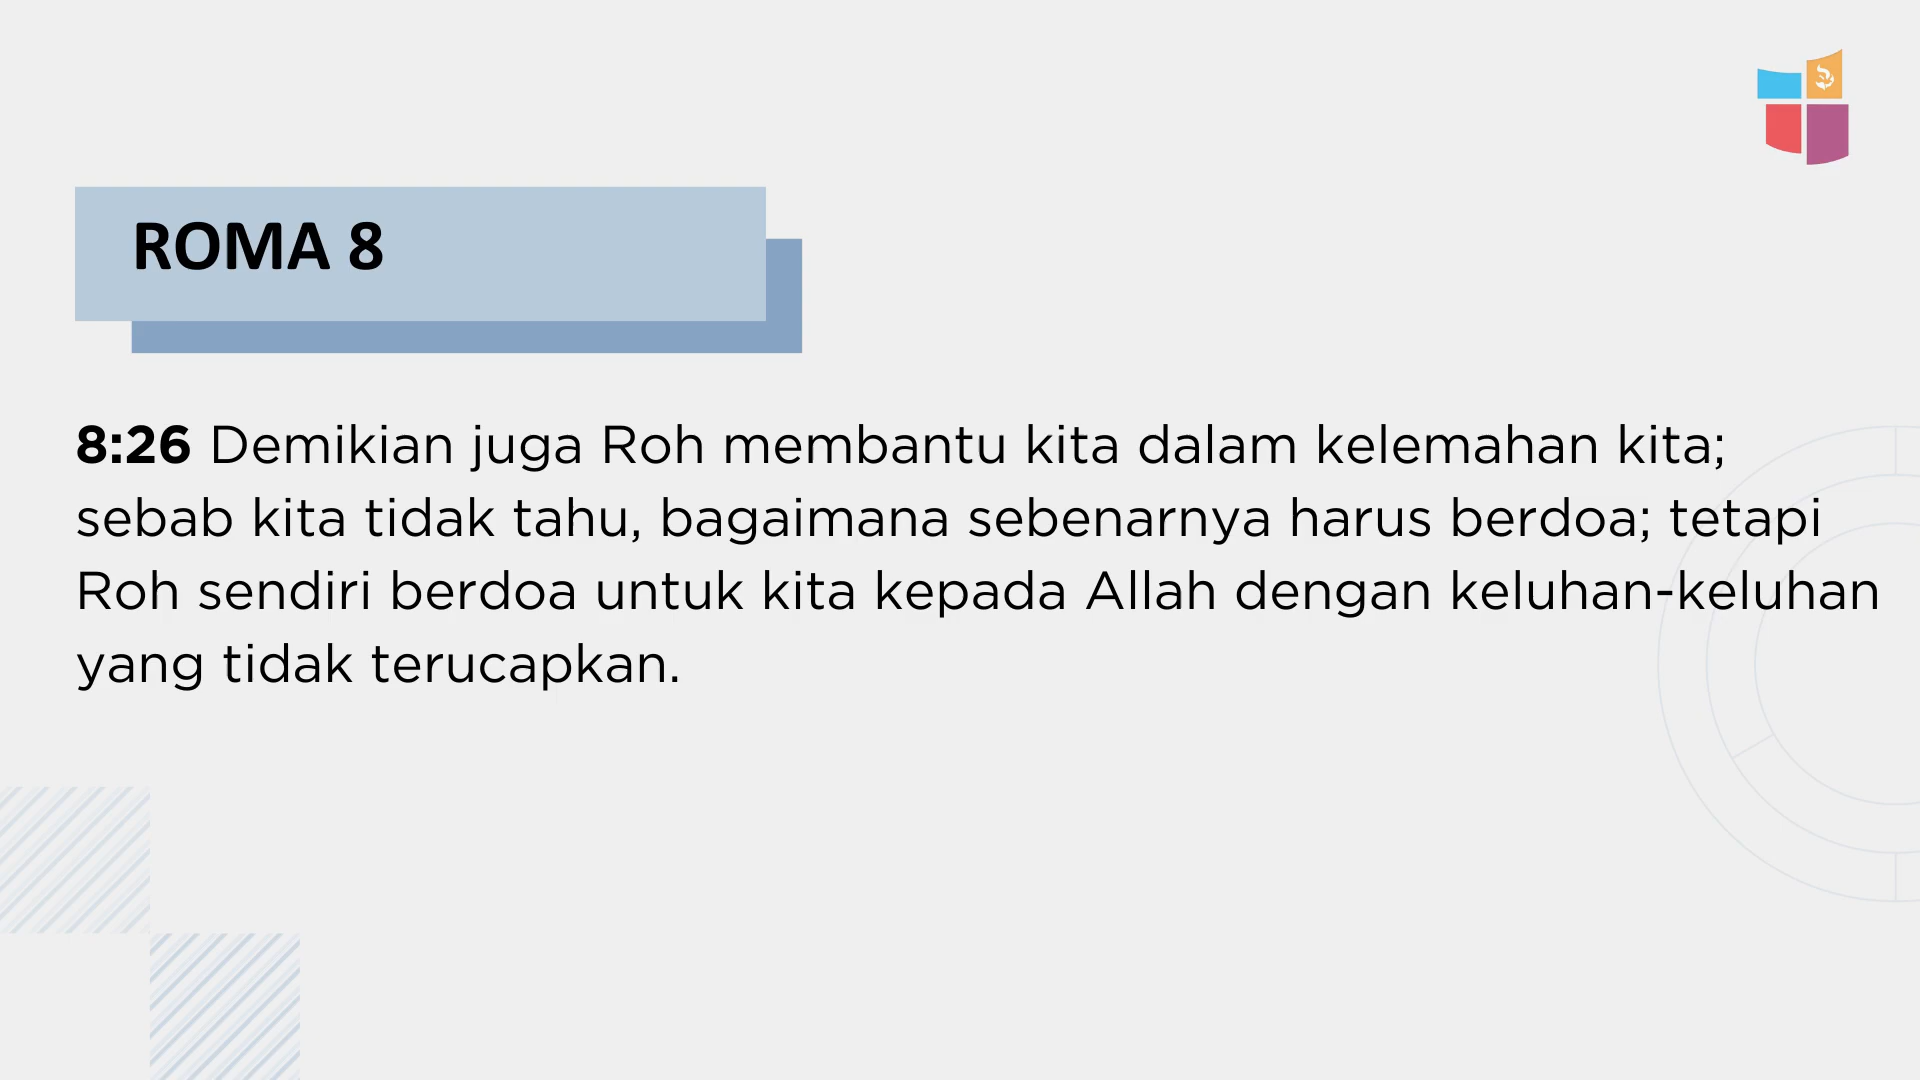 ROMA 8
8:26 Demikian juga Roh membantu kita dalam kelemahan kita;
sebab kita tidak tahu, bagaimana sebenarnya harus berdoa; tetapi
Roh sendiri berdoa untuk kita kepada Allah dengan keluhan-keluhan
yang tidak terucapkan.